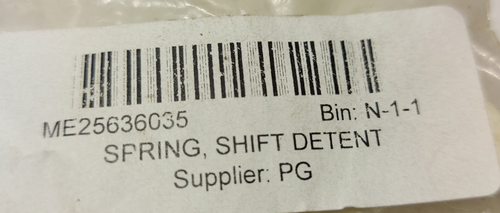 ME25636035 Bin: N-1-1
SPRING, SHIFT DETENT
Supplier: PG